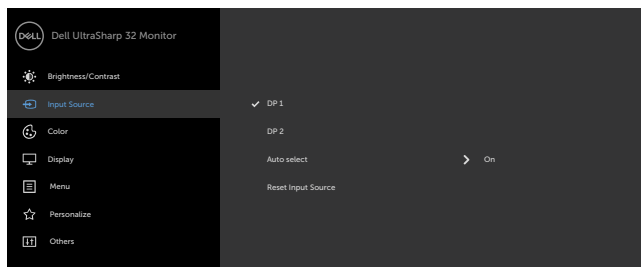 DELL Dell UltraSharp 32 Monitor
Brightness/Contrast
Input Source
DP 1
Color
DP 2
Display
Auto select On
Menu
Reset Input Source
Personalize
Others